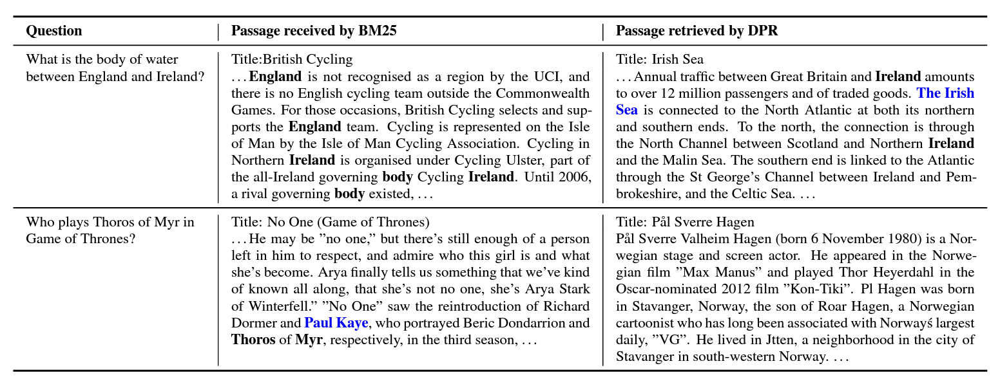 Question
Passage received by BM25
Passage retrieved by DPR
What is the body of water
between England and Ireland?
Title:British Cycling
...England is not recognised as a region by the UCI, and
there is no English cycling team outside the Commonwealth
Games. For those occasions, British Cycling selects and sup-
ports the England team. Cycling is represented on the Isle
of Man by the Isle of Man Cycling Association. Cycling in
Northern Ireland is organised under Cycling Ulster, part of
the all-Ireland governing body Cycling Ireland. Until 2006,
a rival governing body existed, ...
Title: Irish Sea
...Annual traffic between Great Britain and Ireland amounts
to over 12 million passengers and of traded goods. The Irish
Sea is connected to the North Atlantic at both its northern
and southern ends. To the north, the connection is through
the North Channel between Scotland and Northern Ireland
and the Malin Sea. The southern end is linked to the Atlantic
through the St George’s Channel between Ireland and Pem-
brokeshire, and the Celtic Sea. ...
Who plays Thoros of Myr in
Game of Thrones?
Title: No One (Game of Thrones)
...He may be ”no one,” but there’s still enough of a person
left in him to respect, and admire who this girl is and what
she’s become. Arya finally tells us something that we’ve kind
of known all along, that she’s not no one, she’s Arya Stark
of Winterfell.” ”No One” saw the reintroduction of Richard
Dormer and Paul Kaye, who portrayed Beric Dondarrion and
Thoros of Myr, respectively, in the third season, ...
Title: Pål Sverre Hagen
Pål Sverre Valheim Hagen (born 6 November 1980) is a Nor-
wegian stage and screen actor. He appeared in the Norwe-
gian film ”Max Manus” and played Thor Heyerdahl in the
Oscar-nominated 2012 film ”Kon-Tiki”. Pl Hagen was born
in Stavanger, Norway, the son of Roar Hagen, a Norwegian
cartoonist who has long been associated with Norwayś largest
daily, ”VG”. He lived in Jtten, a neighborhood in the city of
Stavanger in south-western Norway. ...